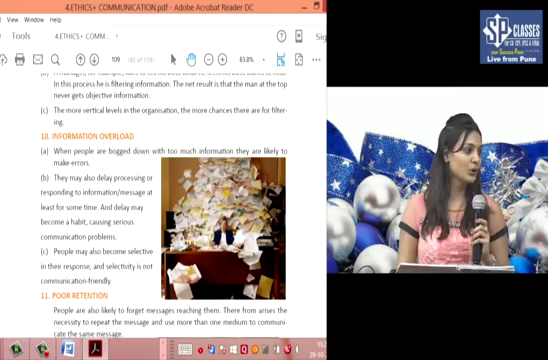 4.ETHICS+ COMMUNICATION.pdf - Adobe Acrobat Reader DC
View Window Help
Tools
4.ETHICS+ COMM...
Sig
109
(60 of 179)
83.8%
In this process he is filtering information. The net result is that the man at the top
never gets objective information.
(c) The more vertical levels in the organisation, the more chances there are for filter-
ing.
10. INFORMATION OVERLOAD
(a) When people are bogged down with too much information they are likely to
make errors.
(b) They may also delay processing or
responding to information/message at
least for some time. And delay may
become a habit, causing serious
communication problems.
(c) People may also become selective
in their response, and selectivity is not
communication-friendly.
11. POOR RETENTION
People are also likely to forget messages reaching them. There from arises the
necessity to repeat the message and use more than one medium to communi-
cate the same message.
CLASSES
Live from Pune